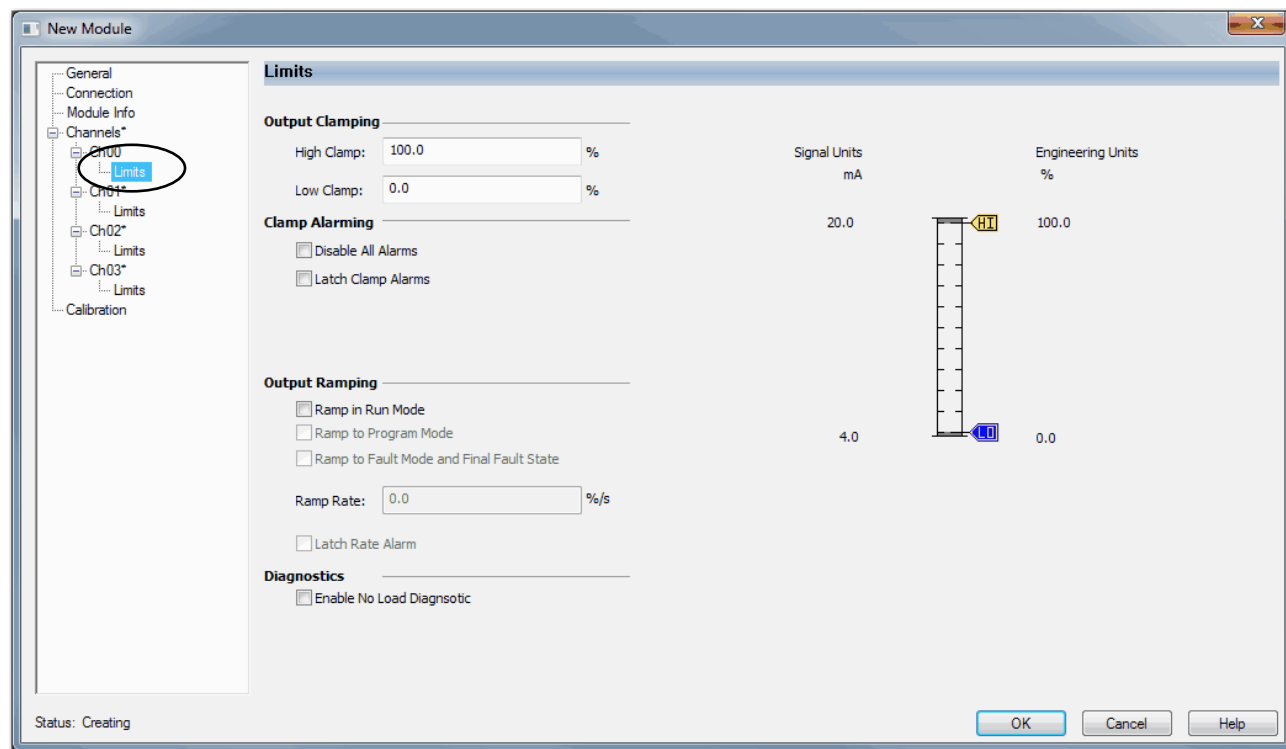 New Module
General
Connection
Module Info
Channels*
Ch00
Limits
Ch01*
Limits
Ch02*
Limits
Ch03*
Limits
Calibration
Limits
Output Clamping
High Clamp: 100.0 %
Low Clamp: 0.0 %
Clamp Alarming
Disable All Alarms
Latch Clamp Alarms
Output Ramping
Ramp in Run Mode
Ramp to Program Mode
Ramp to Fault Mode and Final Fault State
Ramp Rate: 0.0 %/s
Latch Rate Alarm
Diagnostics
Enable No Load Diagnsotic
Signal Units Engineering Units
mA %
20.0 HI 100.0
4.0 LO 0.0
Status: Creating
OK Cancel Help